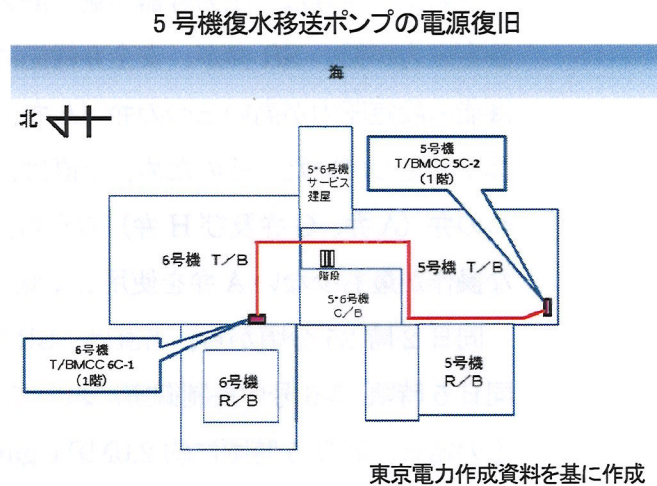 5号機復水移送ポンプの電源復旧
海
北
5・6号機
サービス
建屋
5号機
T/BMCC 5C-2
(1階)
6号機 T/B
階段
5号機 T/B
5・6号機
C/B
6号機
T/BMCC 6C-1
(1階)
6号機
R/B
5号機
R/B
東京電力作成資料を基に作成